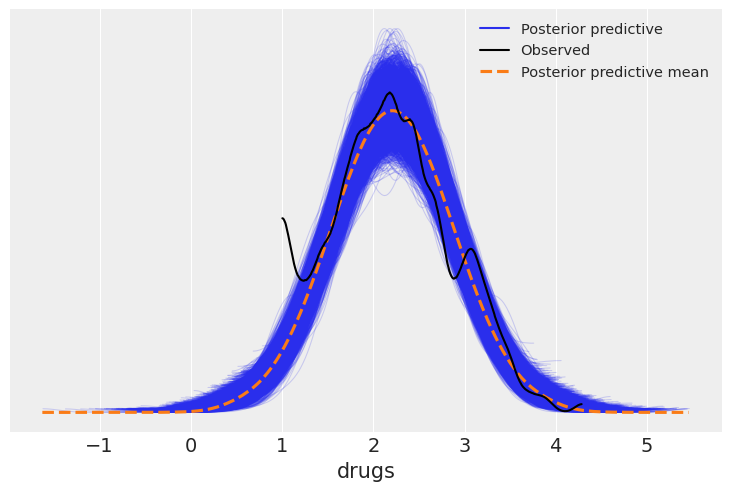 Posterior predictive
Observed
Posterior predictive mean
−1 0 1 2 3 4 5
drugs